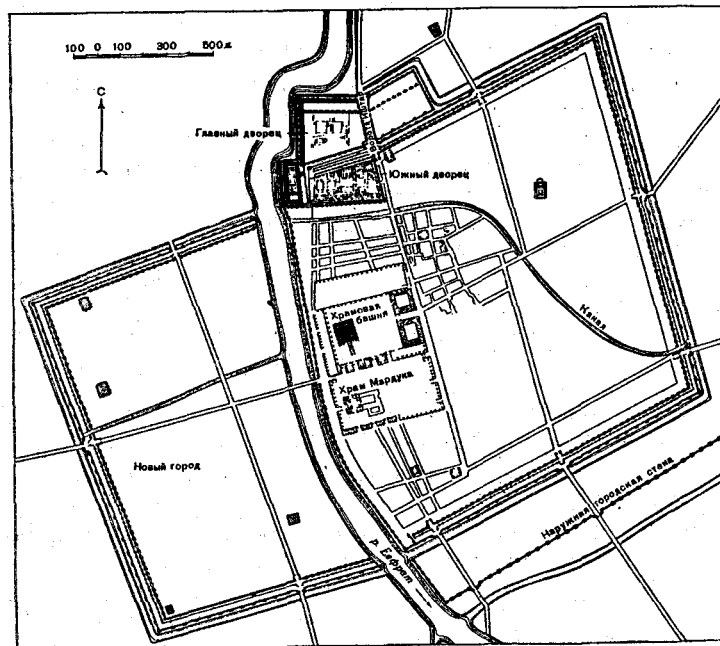 100 0 100 300 500 м
С
Главный дворец
Южный дворец
Храмовая
башня
Канал
Храм Мардука
Новый город
Наружная городская стена
р. Евфрат